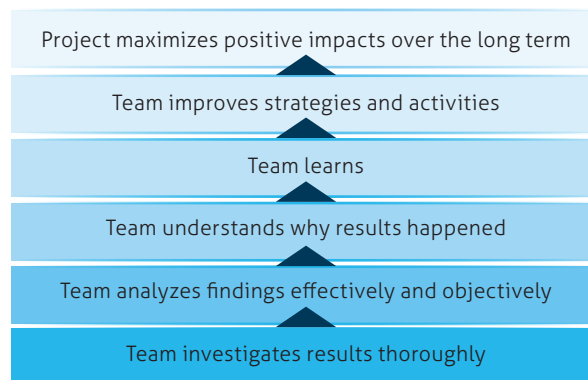 Project maximizes positive impacts over the long term
Team improves strategies and activities
Team learns
Team understands why results happened
Team analyzes findings effectively and objectively
Team investigates results thoroughly